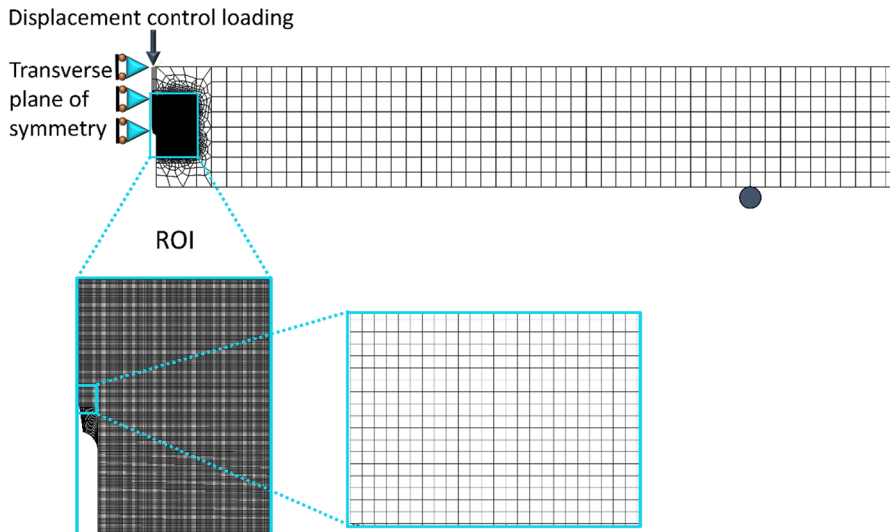 Displacement control loading
Transverse
plane of
symmetry
ROI